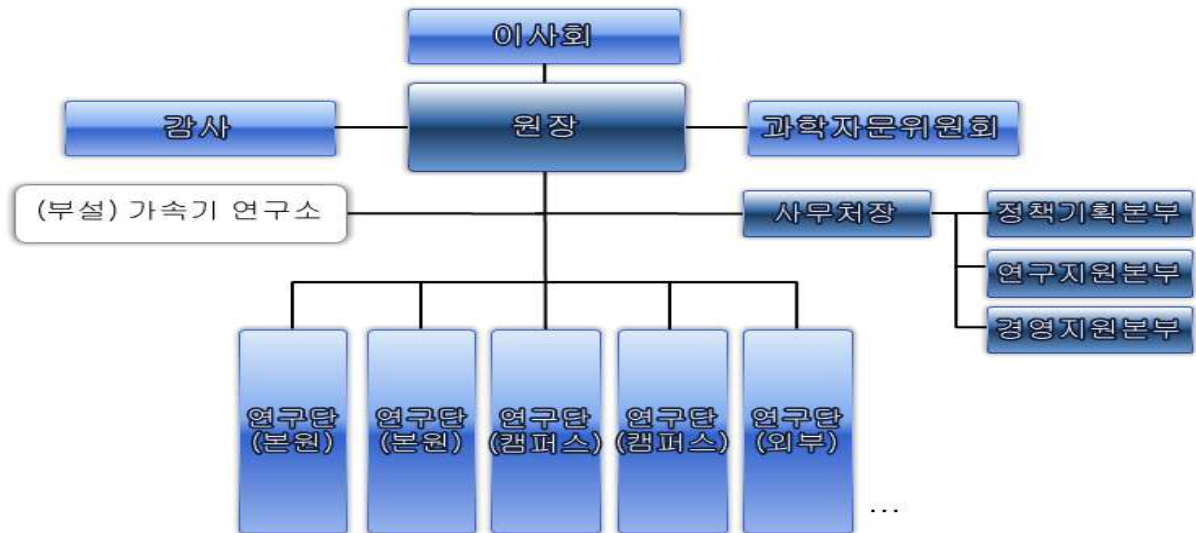 이사회
감사
원장
과학자문위원회
(부설) 가속기 연구소
사무처장
정책기획본부
연구지원본부
경영지원본부
연구단
(본원)
연구단
(본원)
연구단
(캠퍼스)
연구단
(캠퍼스)
연구단
(외부)
...